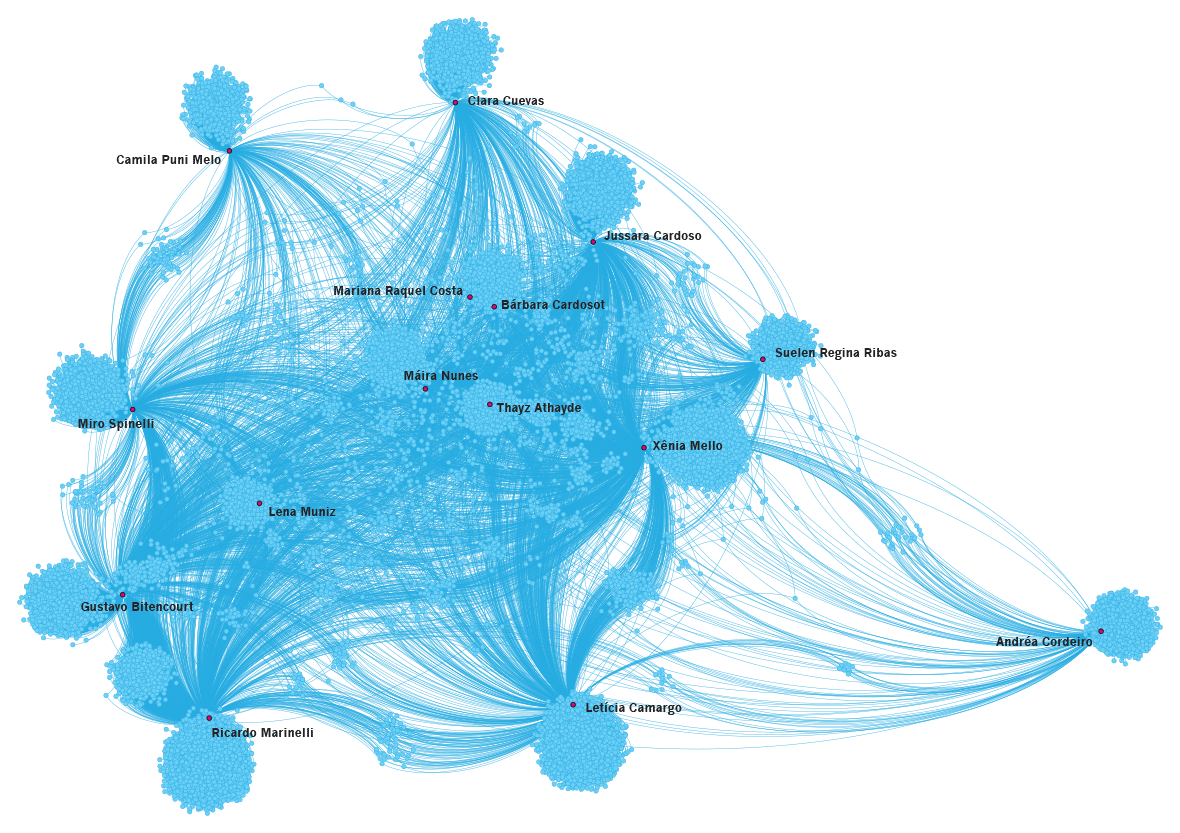 Clara Cuevas
Camila Puni Melo
Jussara Cardoso
Mariana Raquel Costa
Bárbara Cardosot
Suelen Regina Ribas
Máira Nunes
Thayz Athayde
Miro Spinelli
Xênia Mello
Lena Muniz
Gustavo Bitencourt
Andréa Cordeiro
Letícia Camargo
Ricardo Marinelli